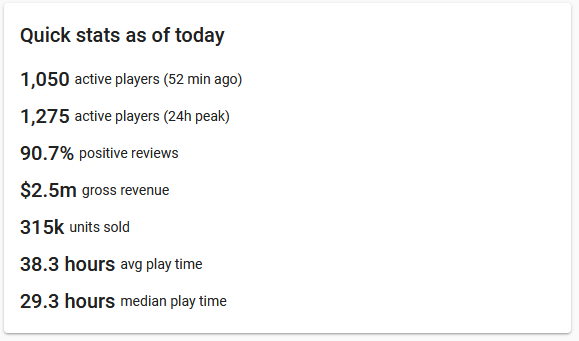 Quick stats as of today
1,050 active players (52 min ago)
1,275 active players (24h peak)
90.7% positive reviews
$2.5m gross revenue
315k units sold
38.3 hours avg play time
29.3 hours median play time